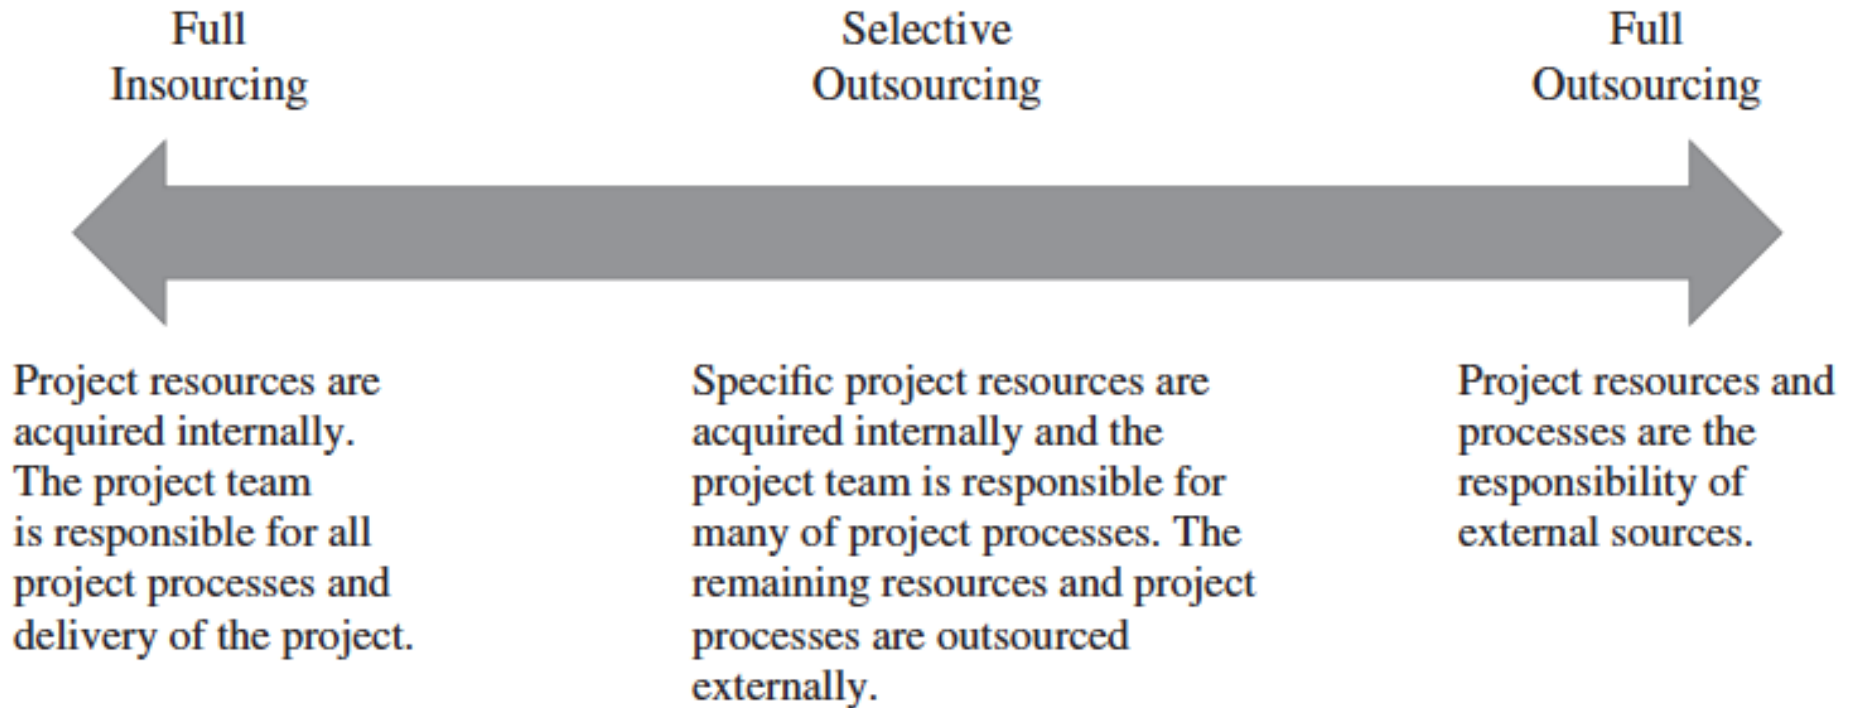 Full
Insourcing
Selective
Outsourcing
Full
Outsourcing
Project resources are
acquired internally.
The project team
is responsible for all
project processes and
delivery of the project.
Specific project resources are
acquired internally and the
project team is responsible for
many of project processes. The
remaining resources and project
processes are outsourced
externally.
Project resources and
processes are the
responsibility of
external sources.